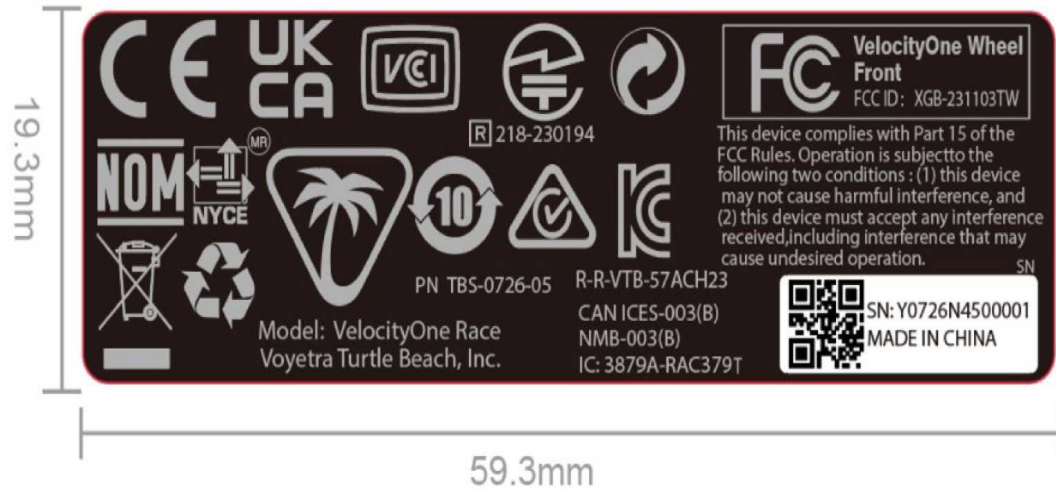 CE
UK
CA
VCI
R 218-230194
FC
VelocityOne Wheel
Front
FCC ID: XGB-231103TW
This device complies with Part 15 of the
FCC Rules. Operation is subjectto the
following two conditions : (1) this device
may not cause harmful interference, and
(2) this device must accept any interference
received,including interference that may
cause undesired operation.
NOM
MR
NYCE
10
PN TBS-0726-05
R-R-VTB-57ACH23
CAN ICES-003(B)
NMB-003(B)
IC: 3879A-RAC379T
Model: VelocityOne Race
Voyetra Turtle Beach, Inc.
SN
SN: Y0726N4500001
MADE IN CHINA
19.3mm
59.3mm